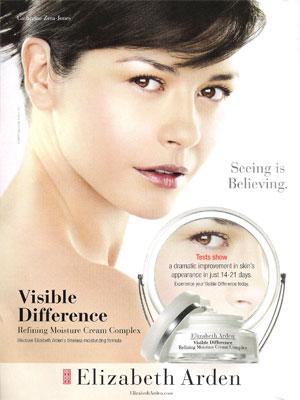 Catherine Zeta-Jones
Seeing is
Believing.
Tests show
a dramatic improvement in skin's
appearance in just 14-21 days.
Experience your Visible Difference today.
Visible
Difference
Refining Moisture Cream Complex
Discover Elizabeth Arden's timeless moisturizing formula
Elizabeth Arden
Visible Difference
Refining Moisture Cream Complex
Elizabeth Arden
ElizabethArden.com